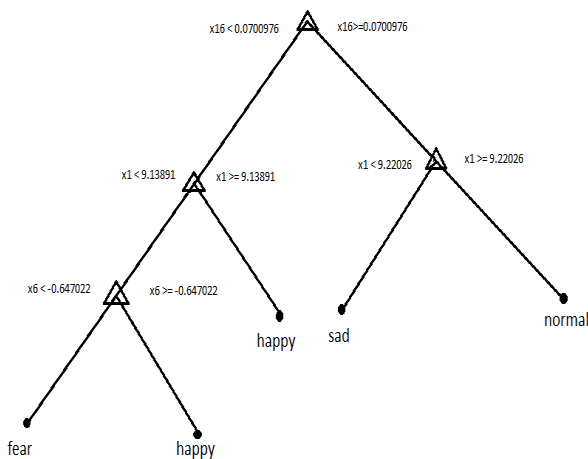 x16 < 0.0700976 x16>=0.0700976
x1 < 9.13891 x1 >= 9.13891 x1 < 9.22026 x1 >= 9.22026
x6 < -0.647022 x6 >= -0.647022
happy sad normal
fear happy